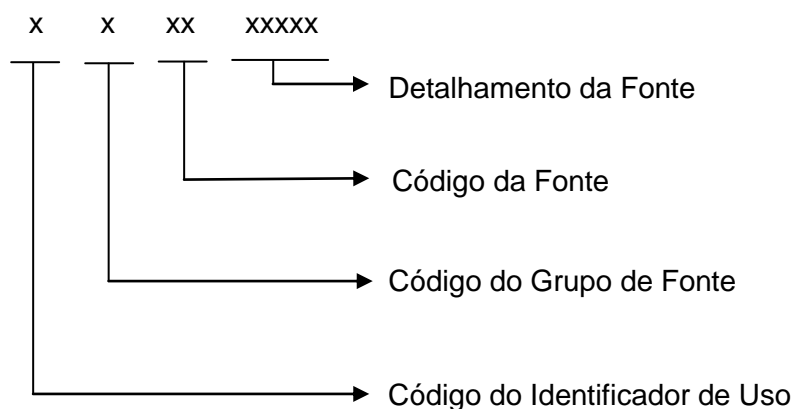 x x xx xxxxx
Detalhamento da Fonte
Código da Fonte
Código do Grupo de Fonte
Código do Identificador de Uso